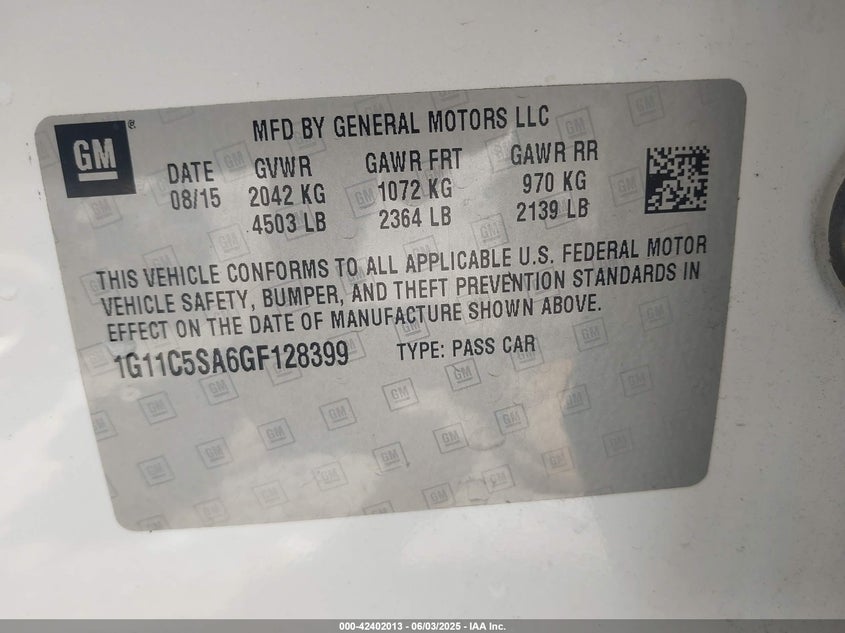 GM
®
MFD BY GENERAL MOTORS LLC
DATE GVWR GAWR FRT GAWR RR
08/15 2042 KG 1072 KG 970 KG
4503 LB 2364 LB 2139 LB
THIS VEHICLE CONFORMS TO ALL APPLICABLE U.S. FEDERAL MOTOR
VEHICLE SAFETY, BUMPER, AND THEFT PREVENTION STANDARDS IN
EFFECT ON THE DATE OF MANUFACTURE SHOWN ABOVE.
1G11C5SA6GF128399 TYPE: PASS CAR
000-42402013 - 06/03/2025 - IAA Inc.